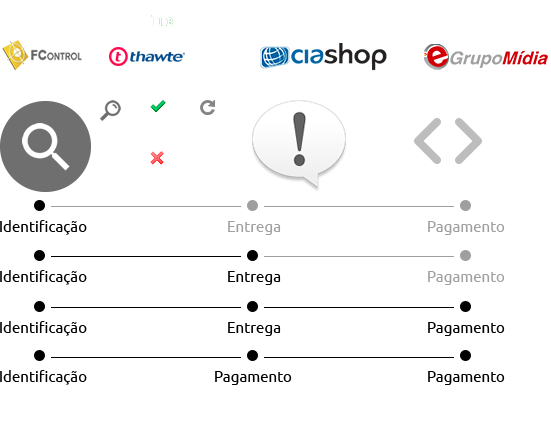 FCONTROL
thawte
ciashop
eGrupoMídia
Identificação Entrega Pagamento
Identificação Entrega Pagamento
Identificação Entrega Pagamento
Identificação Pagamento Pagamento